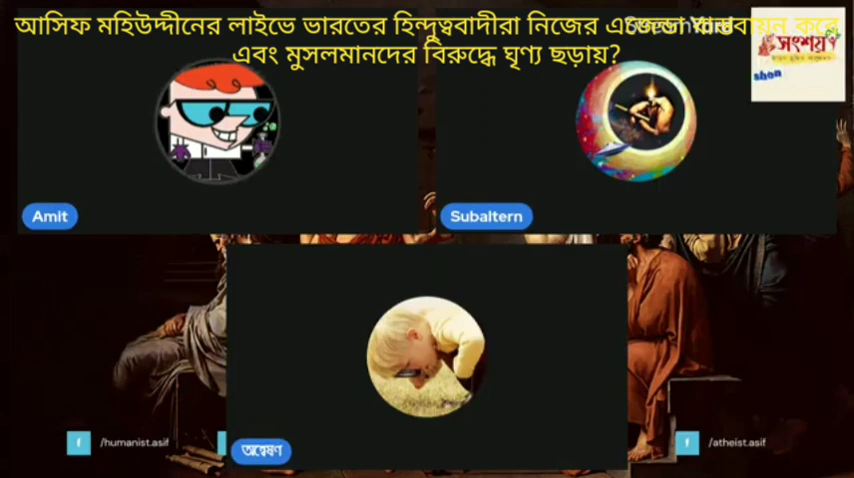 আসিফ মহিউদ্দীনের লাইভে ভারতের হিন্দুত্ববাদীরা নিজের এজেন্ডা বাস্তবায়ন করে
এবং মুসলমানদের বিরুদ্ধে ঘৃণ্য ছড়ায়?
সংশয়
shon
Amit
Subaltern
অন্বেষণ
/humanist.asif
/atheist.asif